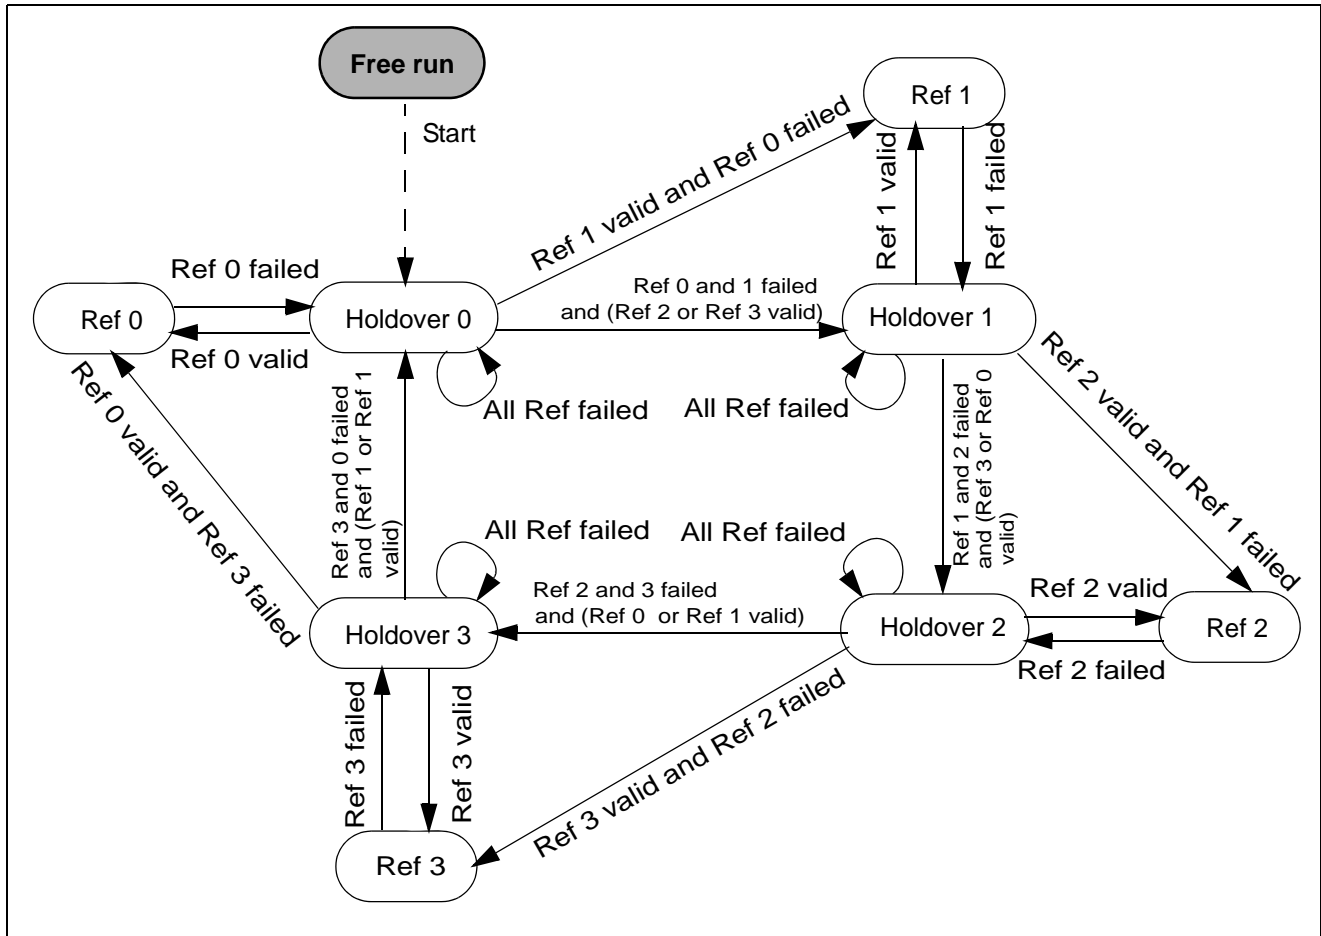 Free run
Start
Ref 1
Ref 1 valid and Ref 0 failed
Ref 1 valid
Ref 1 failed
Ref 0 failed
Ref 0 and 1 failed
and (Ref 2 or Ref 3 valid)
Ref 0
Holdover 0
Holdover 1
Ref 0 valid
All Ref failed
All Ref failed
Ref 2 valid and Ref 1 failed
Ref 0 valid and Ref 3 failed
Ref 3 and 0 failed
and (Ref 1 or Ref 1
valid)
Ref 1 and 2 failed
and (Ref 3 or Ref 0
valid)
All Ref failed
All Ref failed
Ref 2 and 3 failed
and (Ref 0  or Ref 1 valid)
Ref 2 valid
Holdover 3
Holdover 2
Ref 2
Ref 2 failed
Ref 3 failed
Ref 3 valid
Ref 3 valid and Ref 2 failed
Ref 3